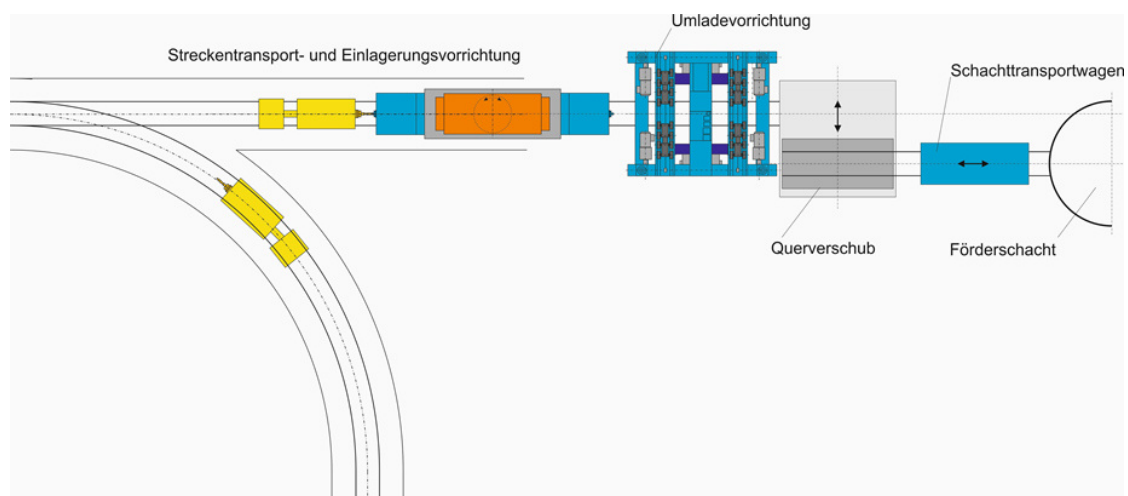 Umladevorrichtung
Streckentransport- und Einlagerungsvorrichtung
Schachttransportwagen
Querverschub
Förderschacht